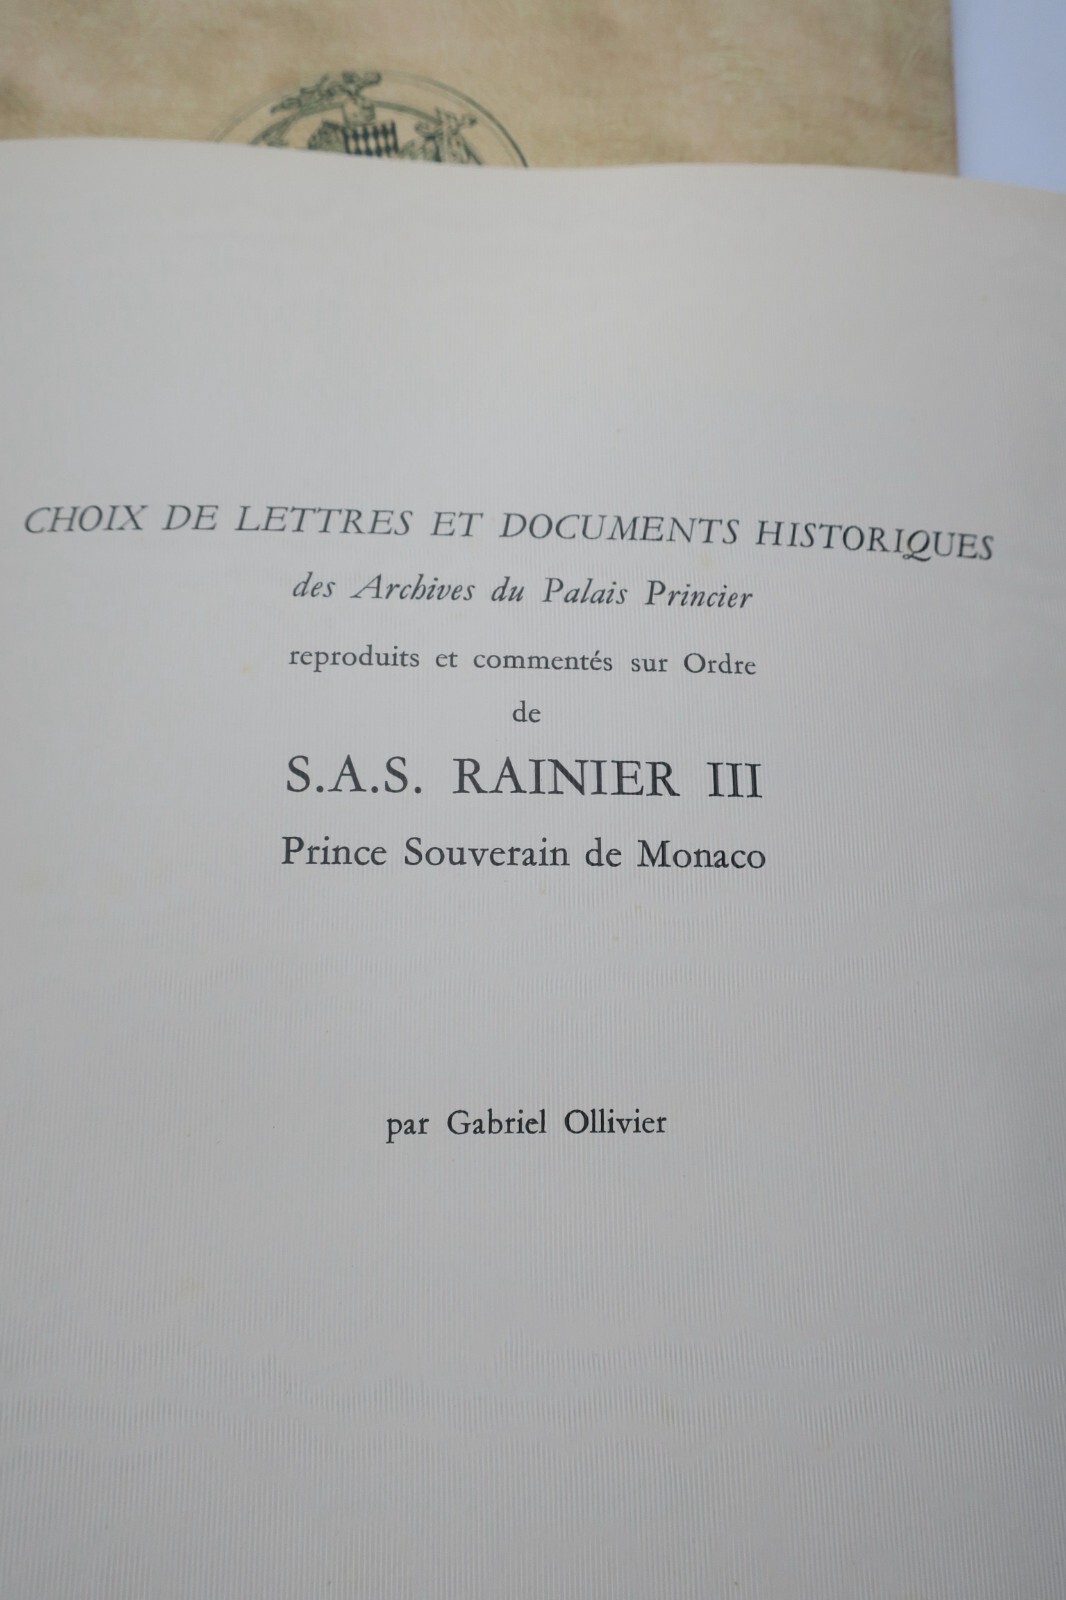 CHOIX DE LETTRES ET DOCUMENTS HISTORIQUES
des Archives du Palais Princier
reproduits et commentés sur Ordre
de
S.A.S. RAINIER III
Prince Souverain de Monaco
par Gabriel Ollivier